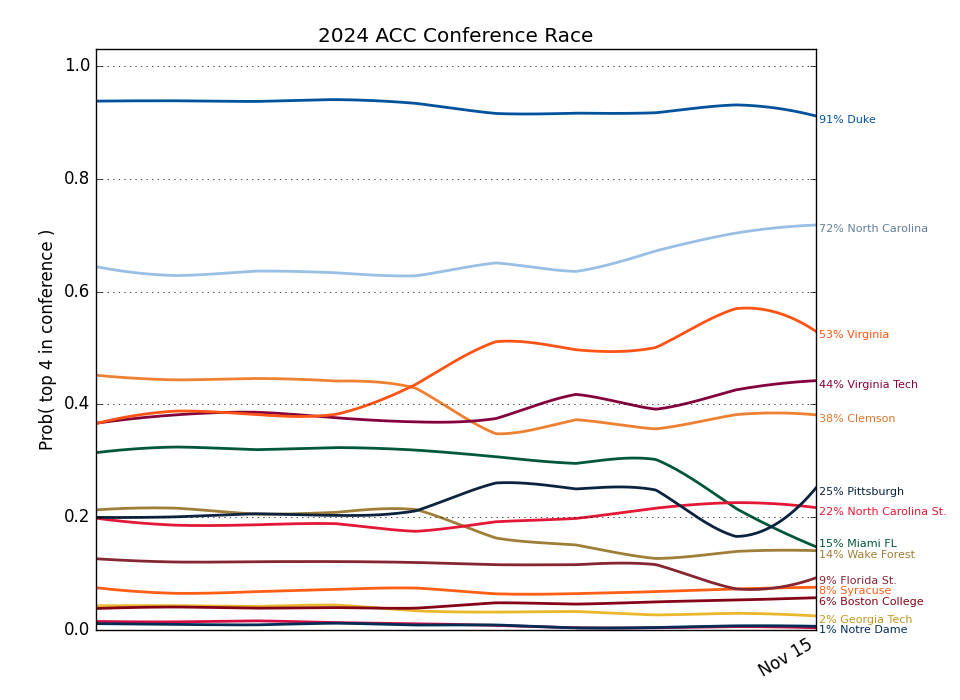 2024 ACC Conference Race
Prob( top 4 in conference )
1.0
0.8
0.6
0.4
0.2
0.0
91% Duke
72% North Carolina
53% Virginia
44% Virginia Tech
38% Clemson
25% Pittsburgh
22% North Carolina St.
15% Miami FL
14% Wake Forest
9% Florida St.
8% Syracuse
6% Boston College
2% Georgia Tech
1% Notre Dame
Nov 15